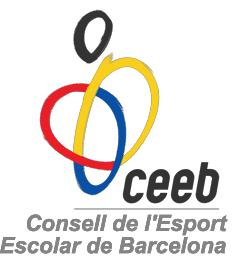 ceeb
Consell de l'Esport
Escolar de Barcelona